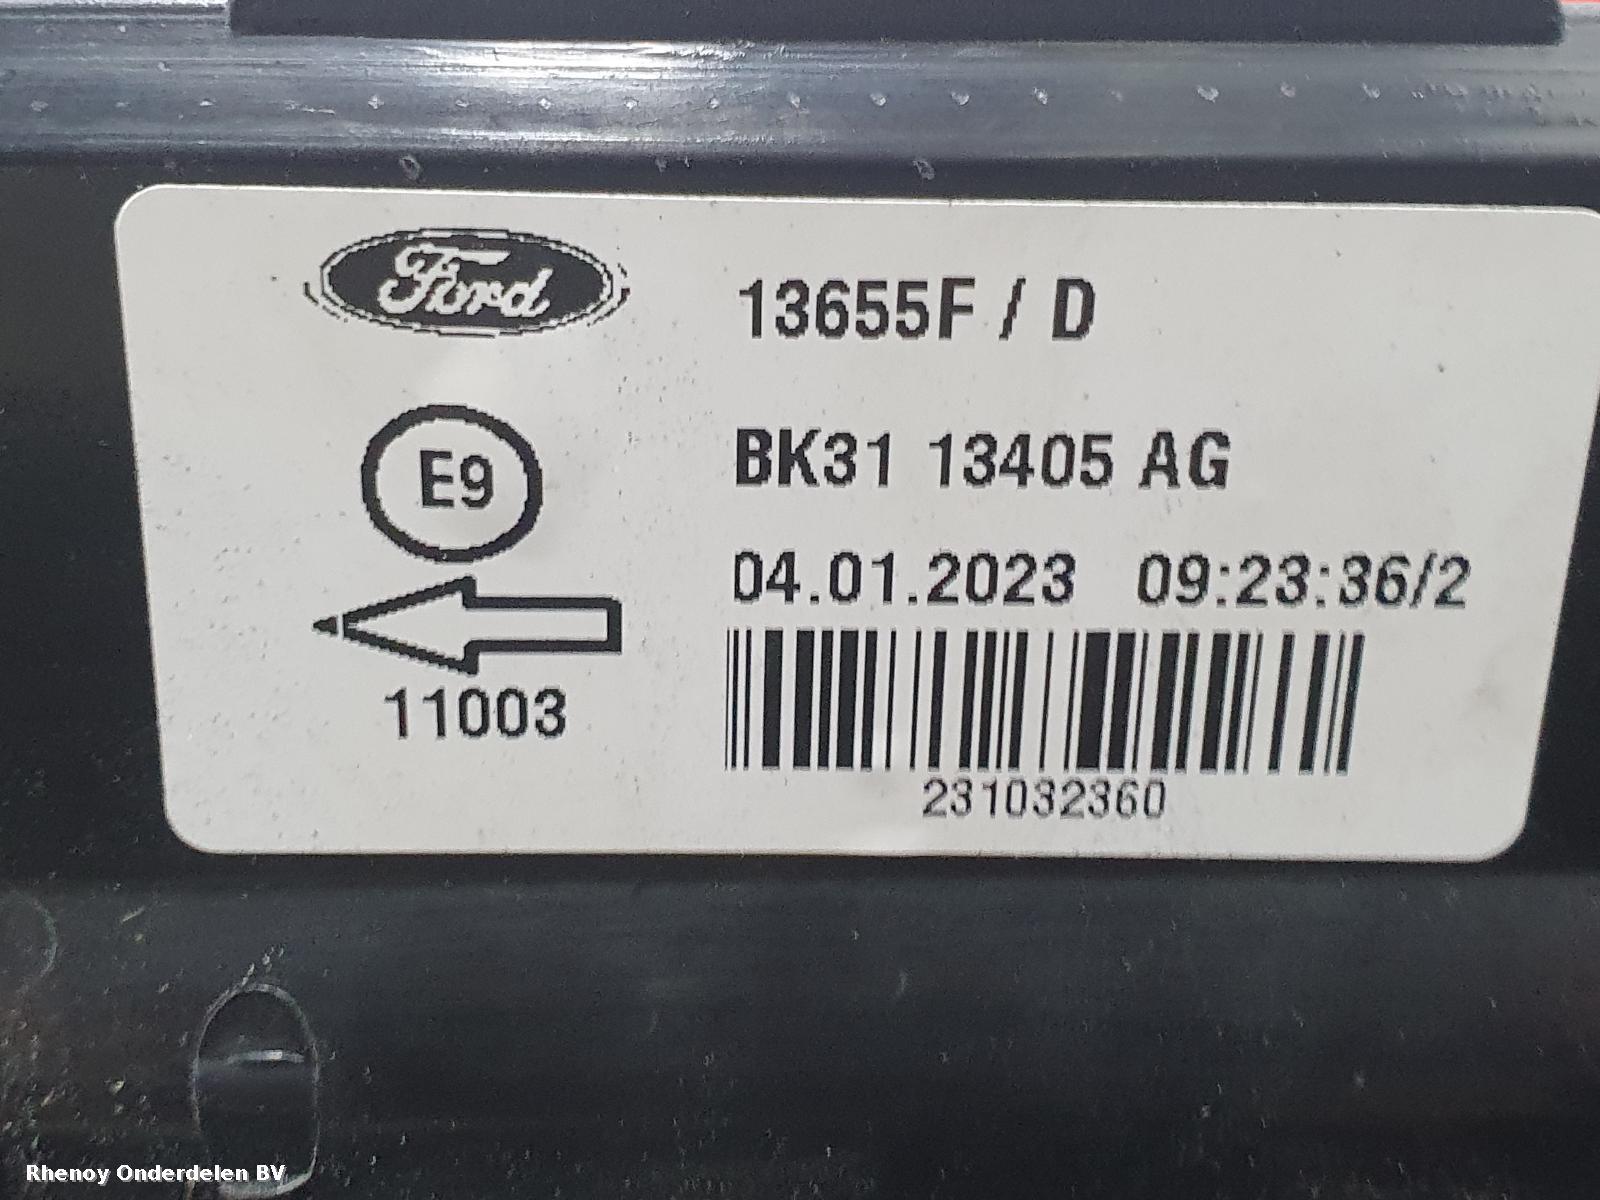 Ford
13655F / D
E9
BK31 13405 AG
04.01.2023 09:23:36/2
11003
231032360
Rhenoy Onderdelen BV